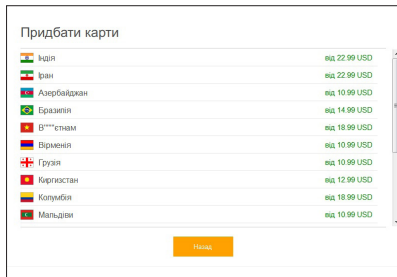 Придбати карти
Індія від 22.99 USD
Іран від 22.99 USD
Азербайджан від 10.99 USD
Бразилія від 14.99 USD
В****єтнам від 18.99 USD
Вірменія від 10.99 USD
Грузія від 10.99 USD
Киргизстан від 12.99 USD
Колумбія від 18.99 USD
Мальдіви від 10.99 USD
Назад